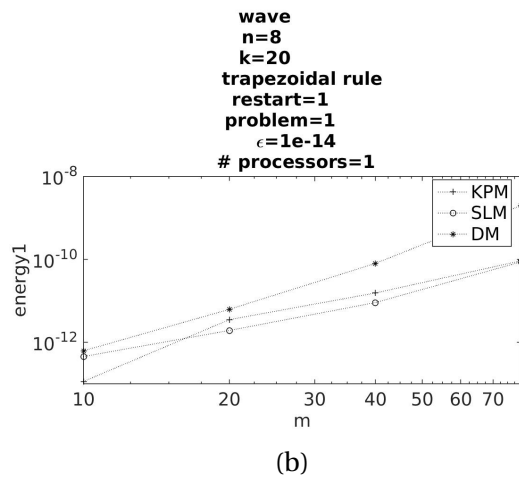 wave
n=8
k=20
trapezoidal rule
restart=1
problem=1
ϵ=1e-14
# processors=1
10^-8
10^-10
10^-12
energy1
KPM
SLM
DM
10 20 30 40 50 60 70
m
(b)